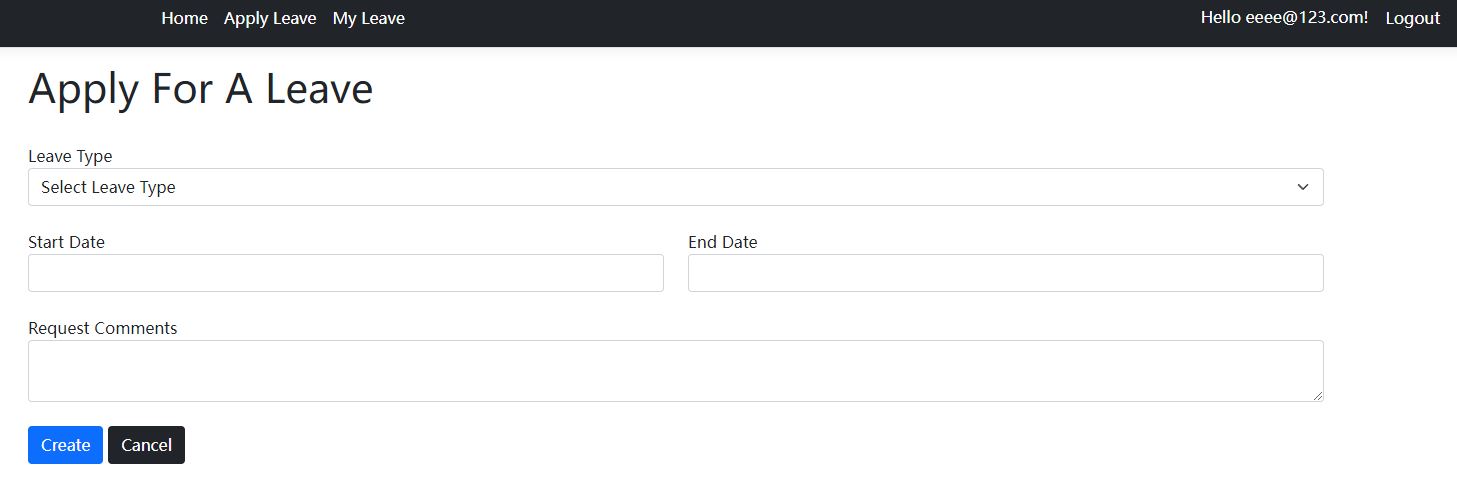 Home Apply Leave My Leave Hello eeee@123.com! Logout
Apply For A Leave
Leave Type
Select Leave Type
Start Date End Date
Request Comments
Create Cancel